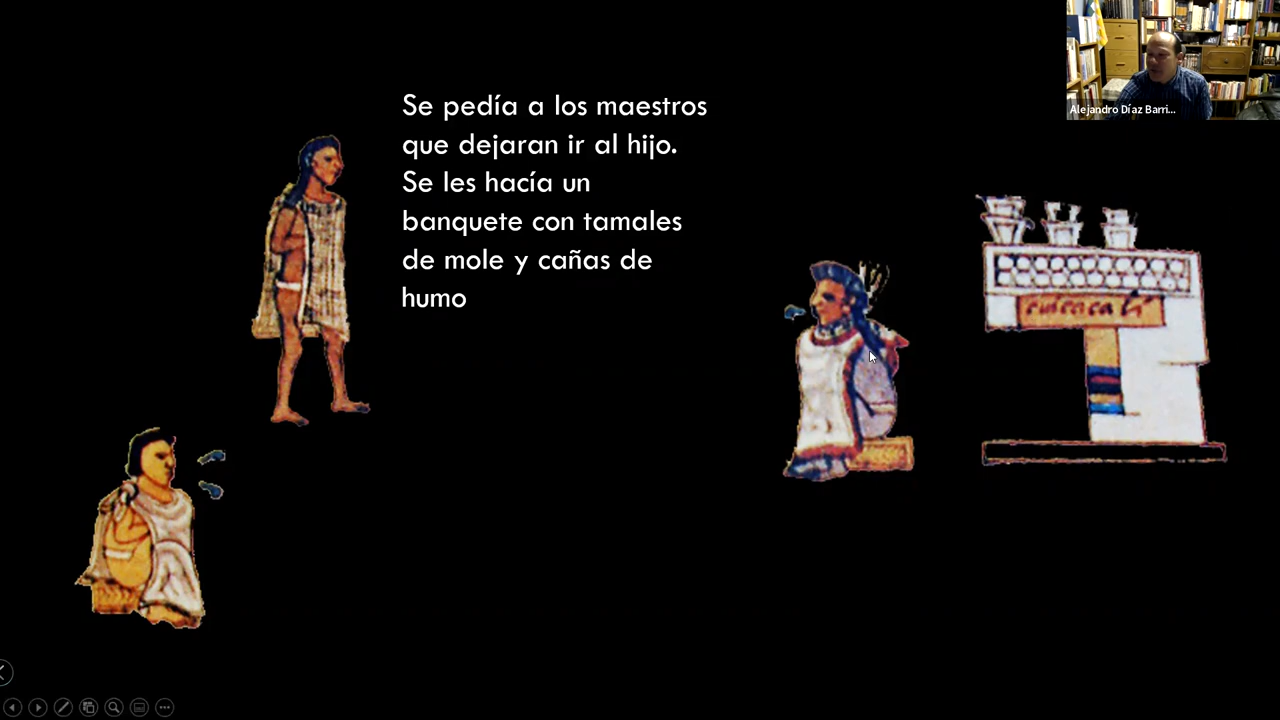 Se pedía a los maestros
que dejaran ir al hijo.
Se les hacía un
banquete con tamales
de mole y cañas de
humo
Alejandro Díaz Barri...